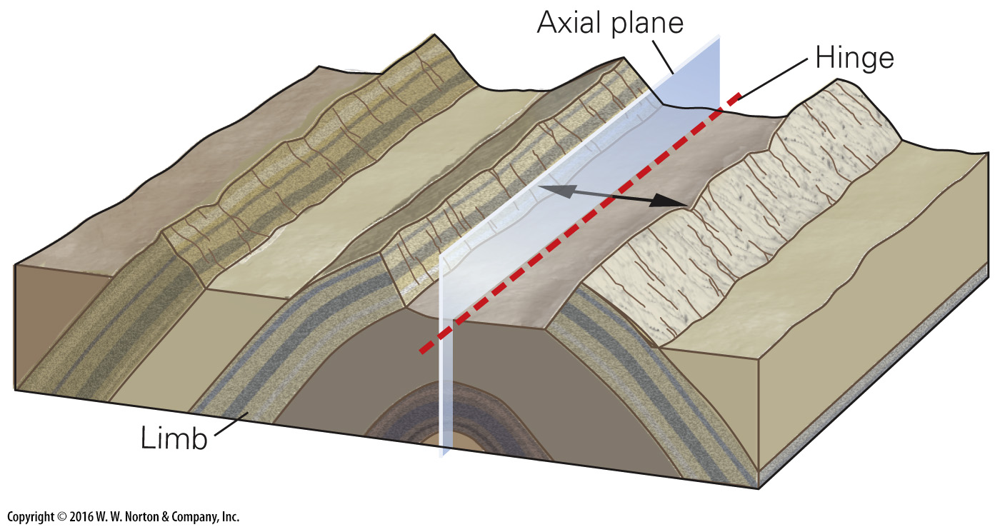 Axial plane
Hinge
Limb
Copyright © 2016 W. W. Norton & Company, Inc.